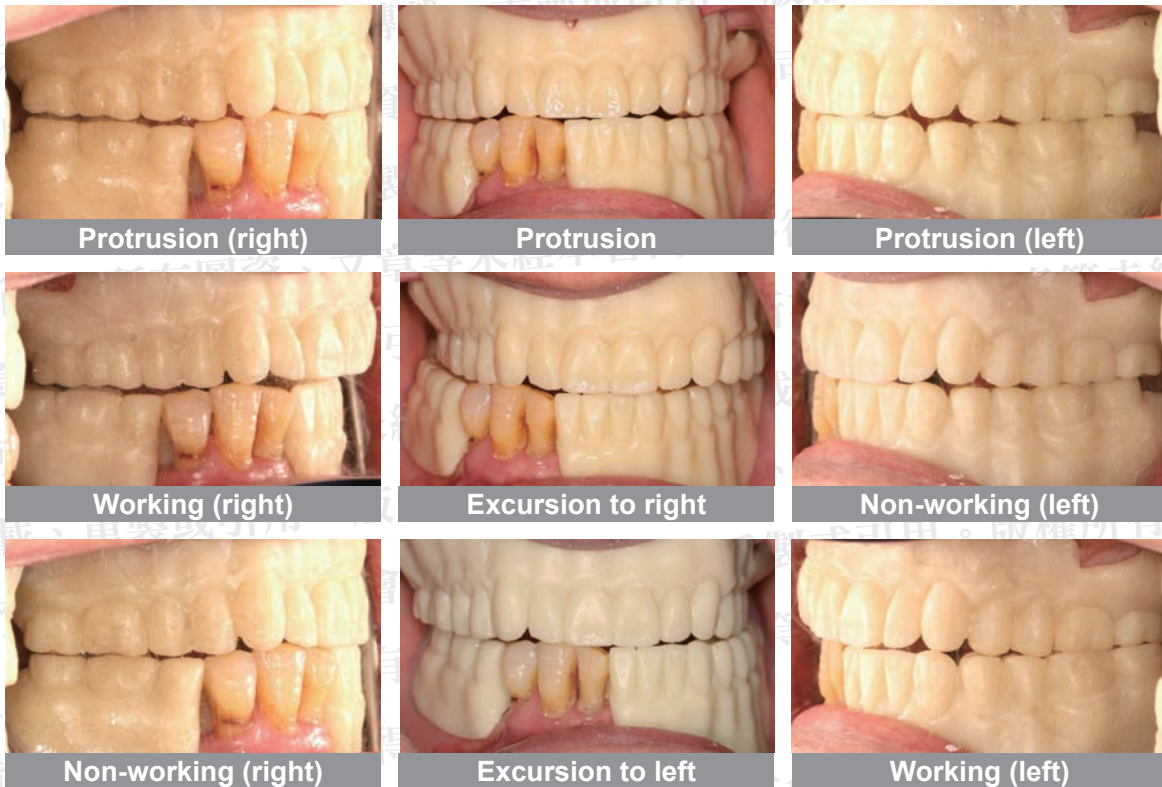 Protrusion (right)
Protrusion
Protrusion (left)
Working (right)
Excursion to right
Non-working (left)
Non-working (right)
Excursion to left
Working (left)